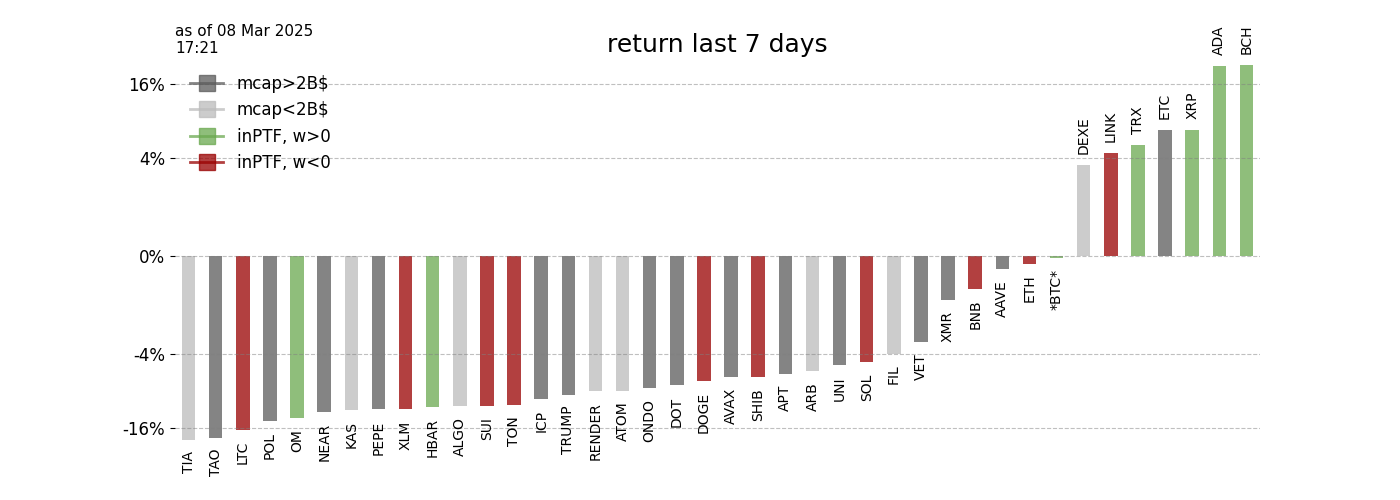 as of 08 Mar 2025
17:21
return last 7 days
mcap>2B$
mcap<2B$
inPTF, w>0
inPTF, w<0
16%
4%
0%
-4%
-16%
TIA
TAO
LTC
POL
OM
NEAR
KAS
PEPE
XLM
HBAR
ALGO
SUI
TON
ICP
TRUMP
RENDER
ATOM
ONDO
DOT
DOGE
AVAX
SHIB
APT
ARB
UNI
SOL
FIL
VET
XMR
BNB
AAVE
ETH
*BTC*
DEXE
LINK
TRX
ETC
XRP
ADA
BCH